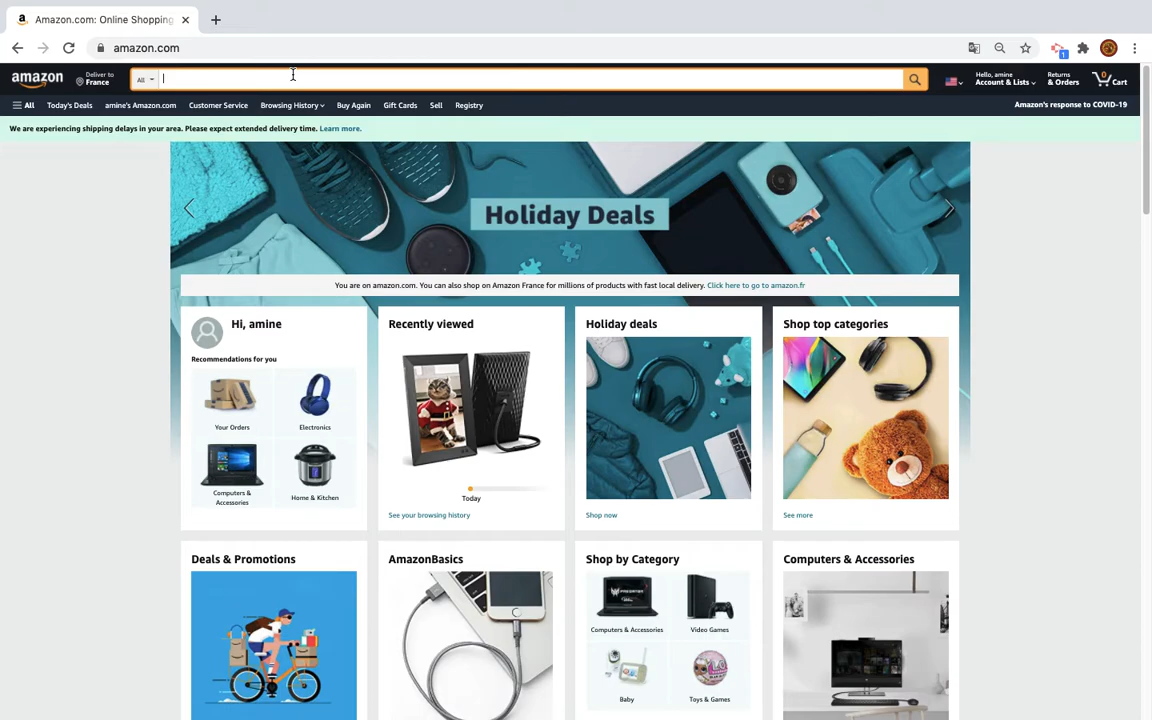 Amazon.com: Online Shopping
amazon.com
1
amazon
Deliver to
France
All
Hello, amine
Account & Lists
Returns
& Orders
0
Cart
All
Today's Deals
amine's Amazon.com
Customer Service
Browsing History
Buy Again
Gift Cards
Sell
Registry
Amazon's response to COVID-19
We are experiencing shipping delays in your area. Please expect extended delivery time. Learn more.
Holiday Deals
You are on amazon.com. You can also shop on Amazon France for millions of products with fast local delivery. Click here to go to amazon.fr
Hi, amine
Recommendations for you
Your Orders
Electronics
Computers &
Accessories
Home & Kitchen
Recently viewed
Today
See your browsing history
Holiday deals
Shop now
Shop top categories
See more
Deals & Promotions
AmazonBasics
Shop by Category
Computers & Accessories
Video Games
Baby
Toys & Games
Computers & Accessories